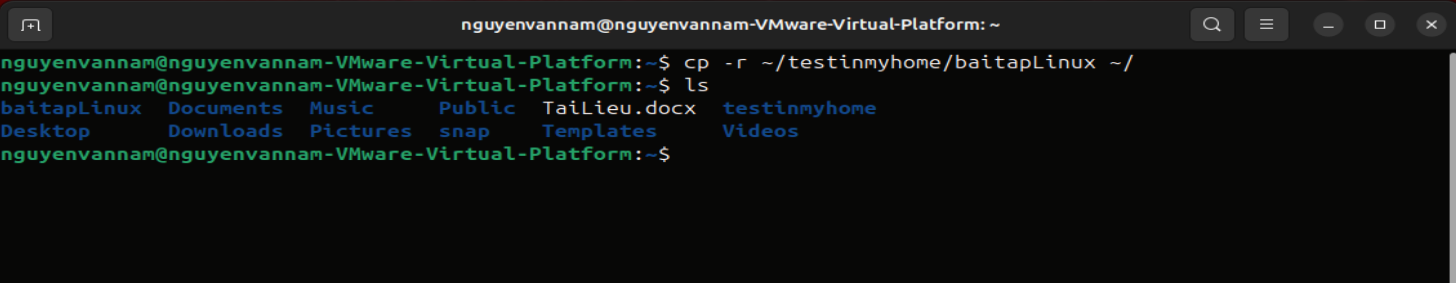 nguyenvannam@nguyenvannam-VMware-Virtual-Platform: ~
nguyenvannam@nguyenvannam-VMware-Virtual-Platform:~$ cp -r ~/testinmyhome/baitapLinux ~/
nguyenvannam@nguyenvannam-VMware-Virtual-Platform:~$ ls
baitapLinux  Documents  Music     Public  TaiLieu.docx  testinmyhome
Desktop      Downloads  Pictures  snap    Templates     Videos
nguyenvannam@nguyenvannam-VMware-Virtual-Platform:~$